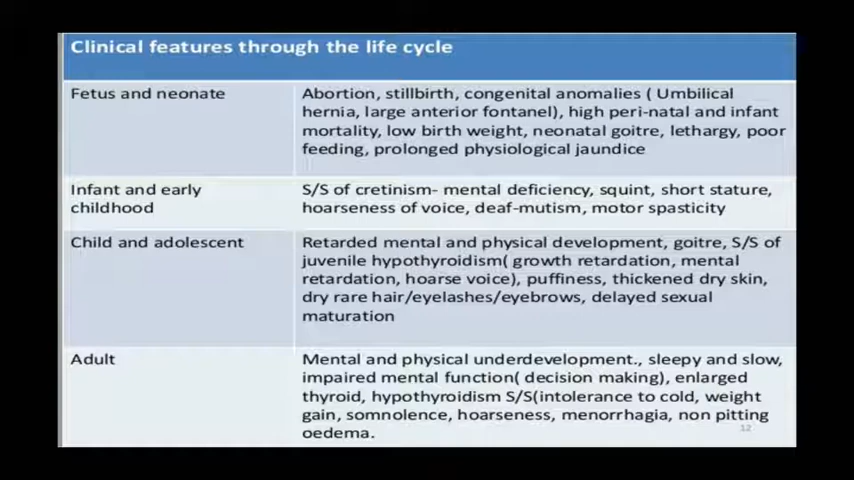 Clinical features through the life cycle
Fetus and neonate
Abortion, stillbirth, congenital anomalies ( Umbilical
hernia, large anterior fontanel), high peri-natal and infant
mortality, low birth weight, neonatal goitre, lethargy, poor
feeding, prolonged physiological jaundice
Infant and early
childhood
S/S of cretinism- mental deficiency, squint, short stature,
hoarseness of voice, deaf-mutism, motor spasticity
Child and adolescent
Retarded mental and physical development, goitre, S/S of
juvenile hypothyroidism( growth retardation, mental
retardation, hoarse voice), puffiness, thickened dry skin,
dry rare hair/eyelashes/eyebrows, delayed sexual
maturation
Adult
Mental and physical underdevelopment., sleepy and slow,
impaired mental function( decision making), enlarged
thyroid, hypothyroidism S/S(intolerance to cold, weight
gain, somnolence, hoarseness, menorrhagia, non pitting
oedema.
12